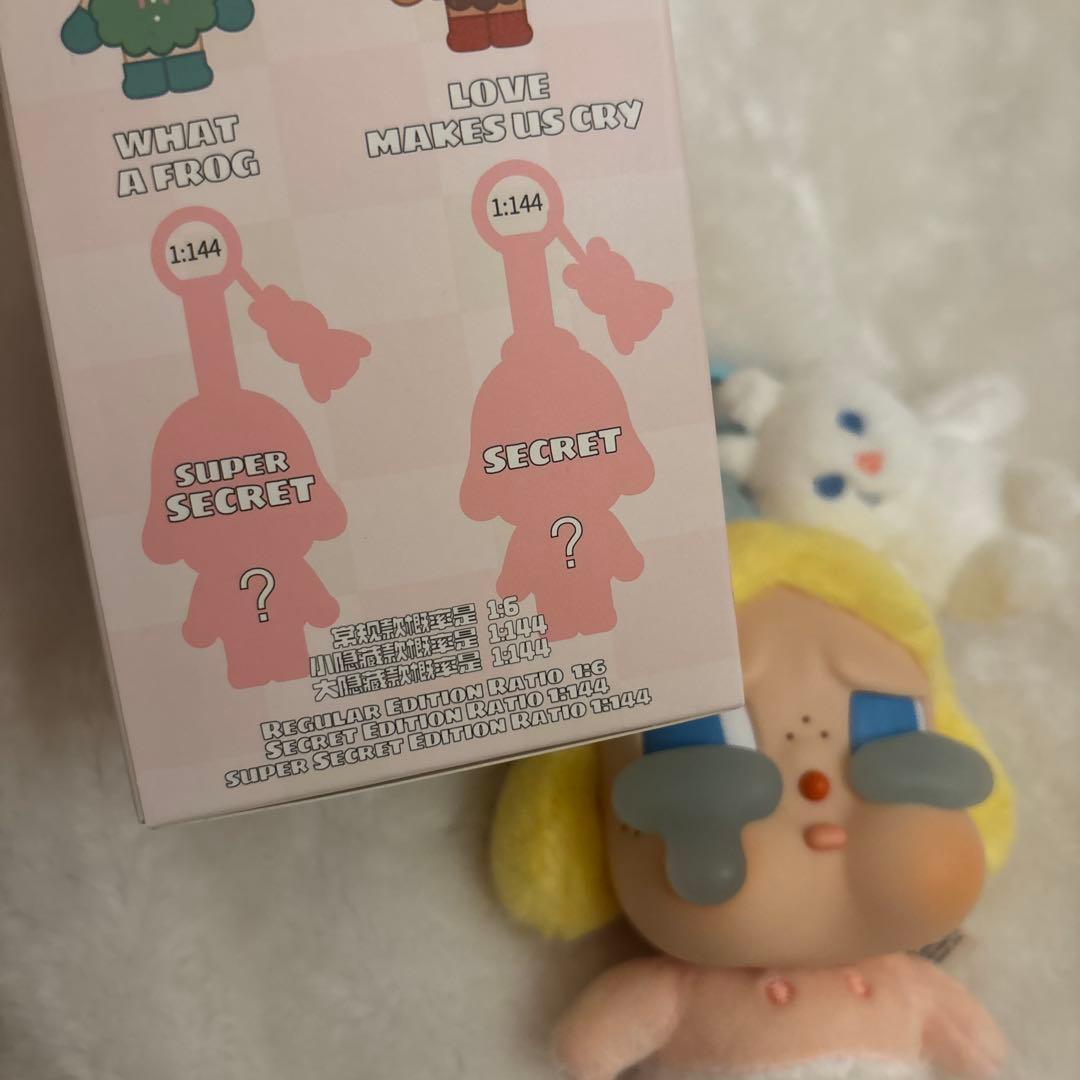 WHAT
A FROG
LOVE
MAKES US CRY
1:144
1:144
SUPER
SECRET
SECRET
?
?
常规款概率是 1:6
小隐藏款概率是 1:144
大隐藏款概率是 1:144
REGULAR EDITION RATIO 1:6
SECRET EDITION RATIO 1:144
SUPER SECRET EDITION RATIO 1:144